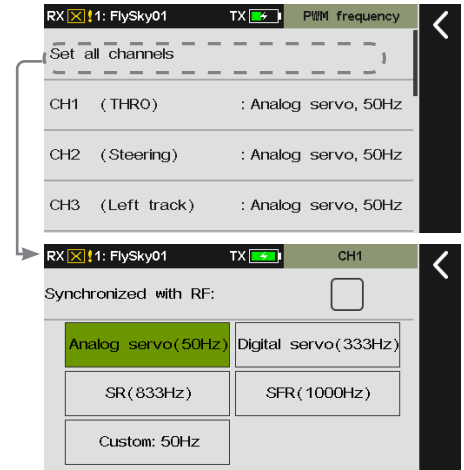 RX !1: FlySky01 TX PWM frequency
Set all channels
CH1 (THRO) : Analog servo, 50Hz
CH2 (Steering) : Analog servo, 50Hz
CH3 (Left track) : Analog servo, 50Hz
RX !1: FlySky01 TX CH1
Synchronized with RF:
Analog servo(50Hz) Digital servo(333Hz)
SR(833Hz) SFR(1000Hz)
Custom: 50Hz